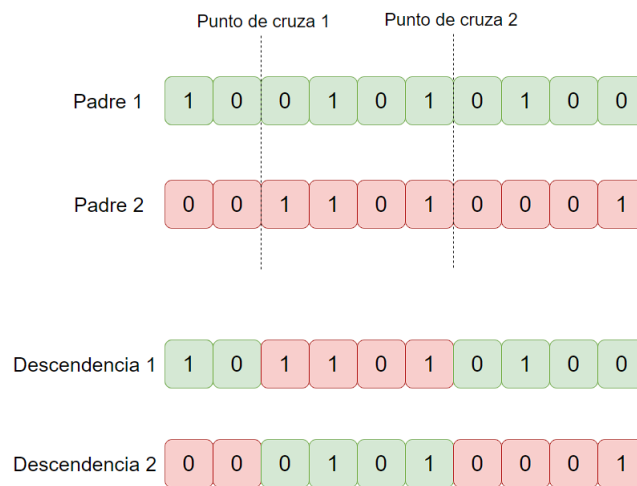 Punto de cruza 1 Punto de cruza 2
Padre 1 1 0 0 1 0 1 0 1 0 0
Padre 2 0 0 1 1 0 1 0 0 0 1
Descendencia 1 1 0 1 1 0 1 0 1 0 0
Descendencia 2 0 0 0 1 0 1 0 0 0 1